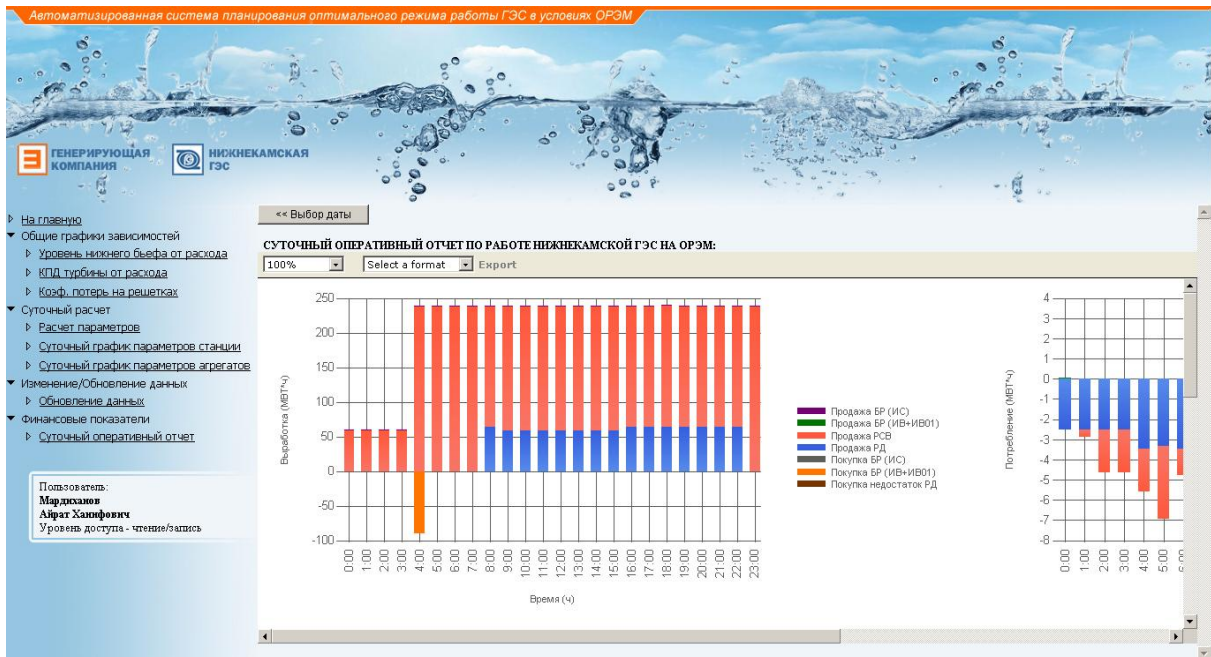 Автоматизированная система планирования оптимального режима работы ГЭС в условиях ОРЭМ
ГЕНЕРИРУЮЩАЯ
КОМПАНИЯ
НИЖНЕКАМСКАЯ
ГЭС
На главную
Общие графики зависимостей
Уровень нижнего бьефа от расхода
КПД турбины от расхода
Коэф. потерь на решетках
Суточный расчет
Расчет параметров
Суточный график параметров станции
Суточный график параметров агрегатов
Изменение/Обновление данных
Обновление данных
Финансовые показатели
Суточный оперативный отчет
Пользователь:
Мардиханов
Айрат Ханифович
Уровень доступа - чтение/запись
<< Выбор даты
СУТОЧНЫЙ ОПЕРАТИВНЫЙ ОТЧЕТ ПО РАБОТЕ НИЖНЕКАМСКОЙ ГЭС НА ОРЭМ:
100% Select a format Export
Выработка (МВТ*ч)
250
200
150
100
50
0
-50
-100
0:00 1:00 2:00 3:00 4:00 5:00 6:00 7:00 8:00 9:00 10:00 11:00 12:00 13:00 14:00 15:00 16:00 17:00 18:00 19:00 20:00 21:00 22:00 23:00
Время (ч)
Продажа БР (ИС)
Продажа БР (ИВ+ИВ01)
Продажа РСВ
Продажа РД
Покупка БР (ИС)
Покупка БР (ИВ+ИВ01)
Покупка недостаток РД
Потребление (МВТ*ч)
4
3
2
1
0
-1
-2
-3
-4
-5
-6
-7
-8
0:00 1:00 2:00 3:00 4:00 5:00